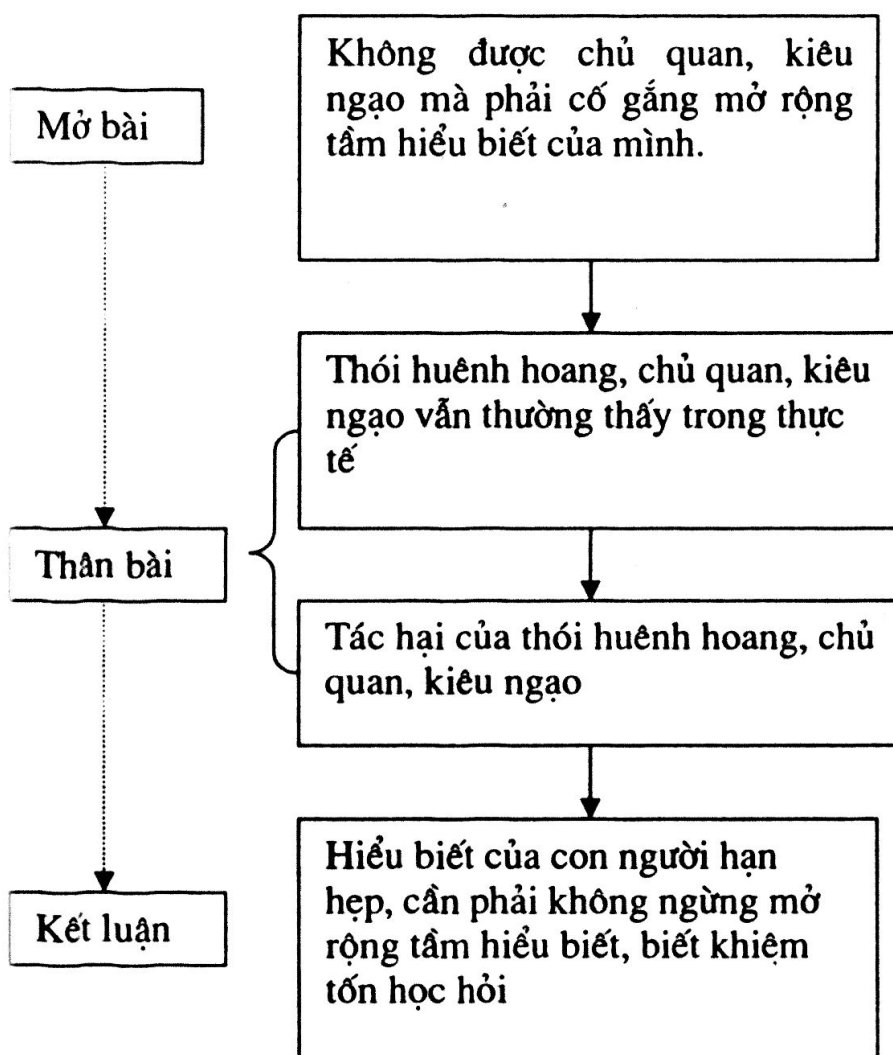 Mở bài
Không được chủ quan, kiêu
ngạo mà phải cố gắng mở rộng
tầm hiểu biết của mình.
Thói huênh hoang, chủ quan, kiêu
ngạo vẫn thường thấy trong thực
tế
Thân bài
Tác hại của thói huênh hoang, chủ
quan, kiêu ngạo
Kết luận
Hiểu biết của con người hạn
hẹp, cần phải không ngừng mở
rộng tầm hiểu biết, biết khiệm
tốn học hỏi